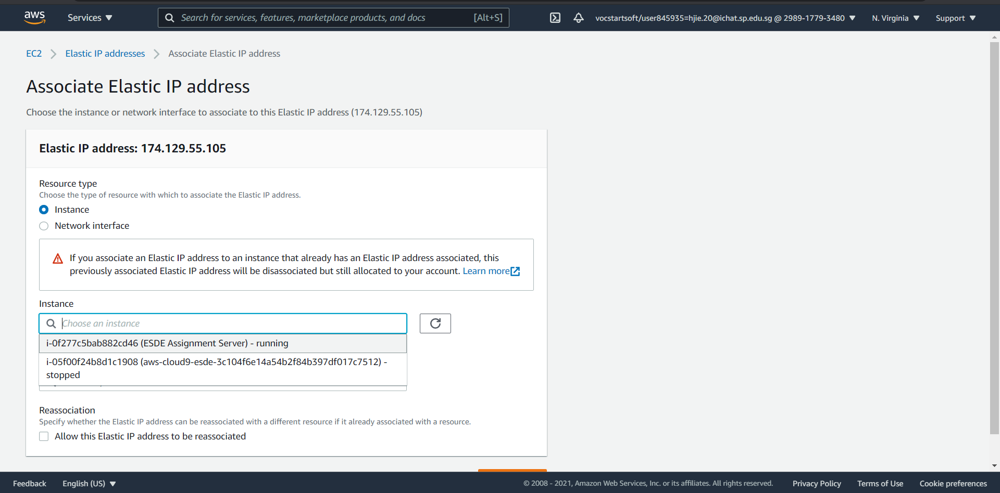 aws
Services
Search for services, features, marketplace products, and docs
[Alt+S]
vocstartsoft/user845935=hjie.20@ichat.sp.edu.sg @ 2989-1779-3480
N. Virginia
Support
EC2
Elastic IP addresses
Associate Elastic IP address
Associate Elastic IP address
Choose the instance or network interface to associate to this Elastic IP address (174.129.55.105)
Elastic IP address: 174.129.55.105
Resource type
Choose the type of resource with which to associate the Elastic IP address.
Instance
Network interface
If you associate an Elastic IP address to an instance that already has an Elastic IP address associated, this
previously associated Elastic IP address will be disassociated but still allocated to your account. Learn more
Instance
Choose an instance
i-0f277c5bab882cd46 (ESDE Assignment Server) - running
i-05f00f24b8d1c1908 (aws-cloud9-esde-3c104f6e14a54b2f84b397df017c7512) -
stopped
Reassociation
Specify whether the Elastic IP address can be reassociated with a different resource if it already associated with a resource.
Allow this Elastic IP address to be reassociated
Feedback
English (US)
© 2008 - 2021, Amazon Web Services, Inc. or its affiliates. All rights reserved.
Privacy Policy
Terms of Use
Cookie preferences